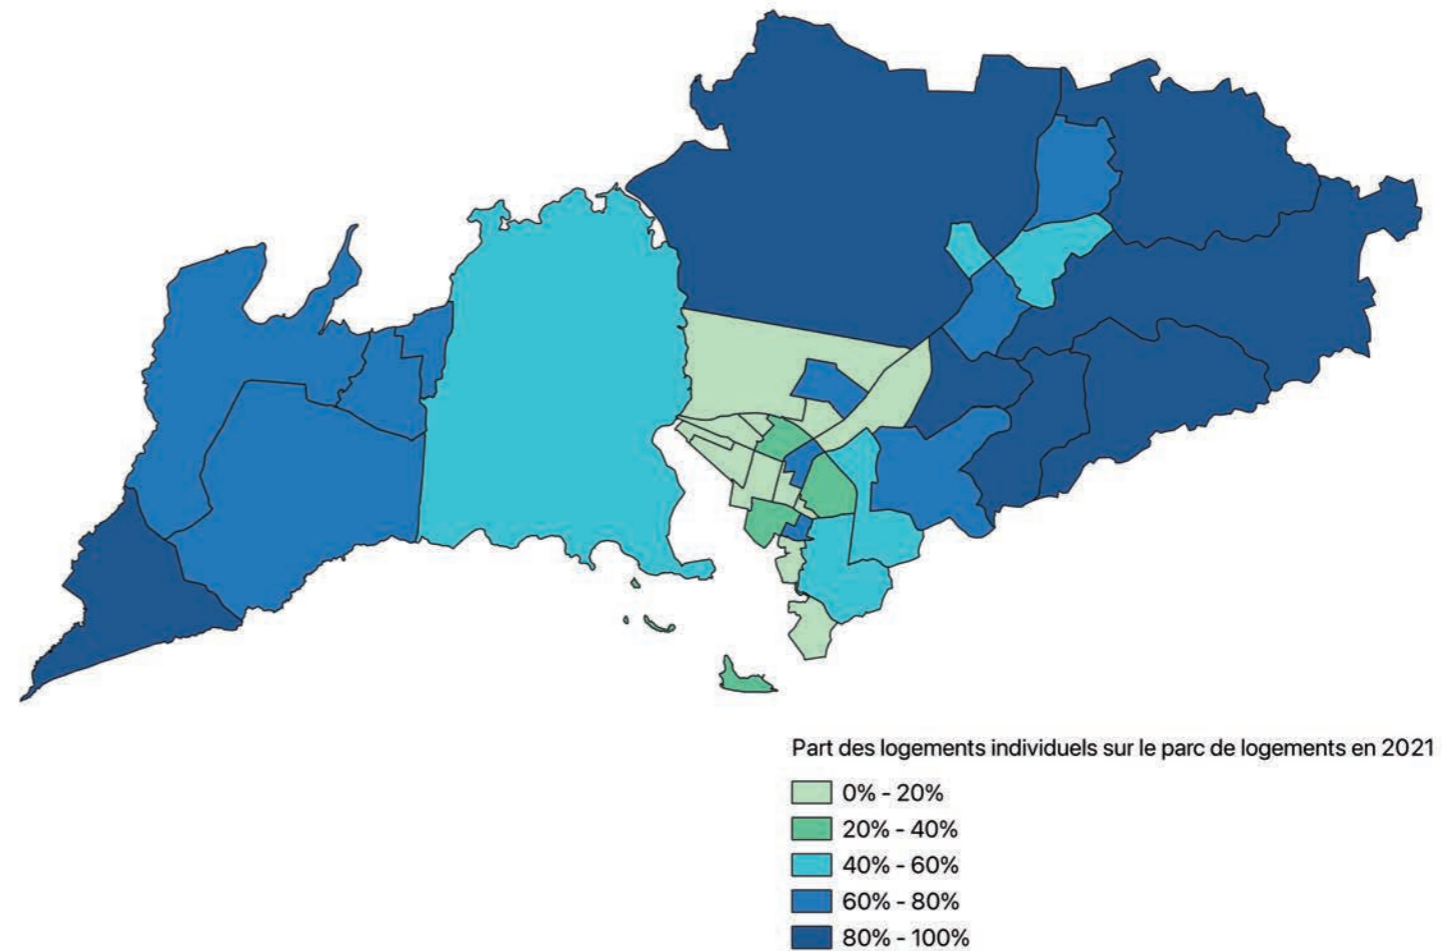 Part des logements individuels sur le parc de logements en 2021
0% - 20%
20% - 40%
40% - 60%
60% - 80%
80% - 100%